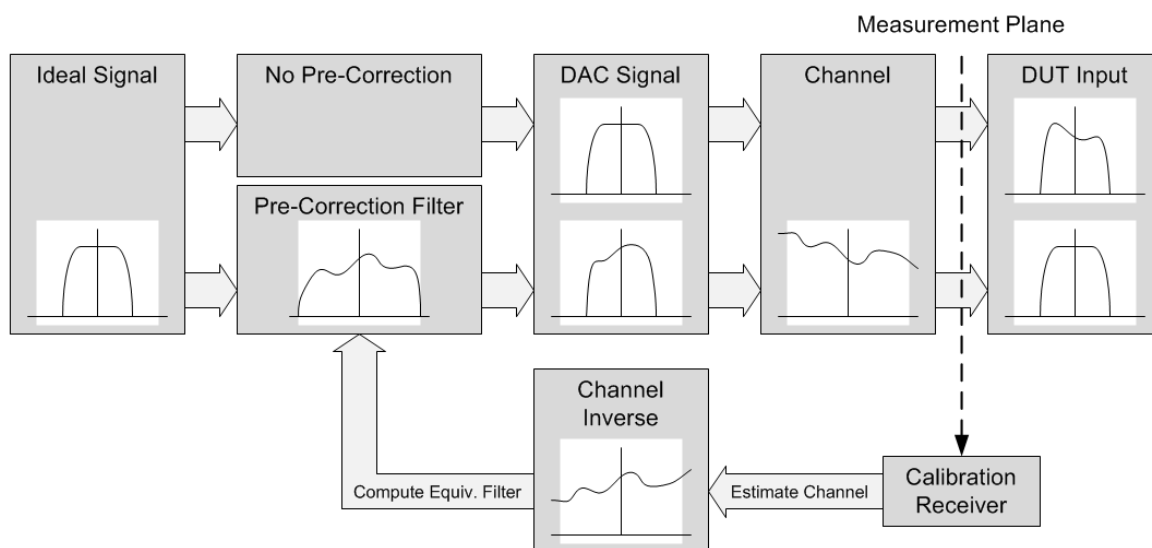 Measurement Plane
Ideal Signal
No Pre-Correction
DAC Signal
Channel
DUT Input
Pre-Correction Filter
Channel
Inverse
Compute Equiv. Filter
Estimate Channel
Calibration
Receiver